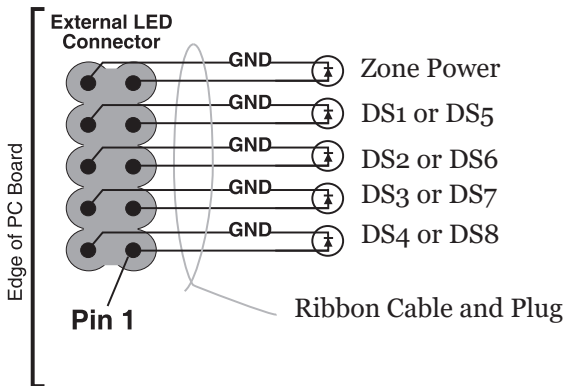 External LED
Connector
GND
Zone Power
GND
DS1 or DS5
GND
DS2 or DS6
GND
DS3 or DS7
GND
DS4 or DS8
Edge of PC Board
Pin 1
Ribbon Cable and Plug